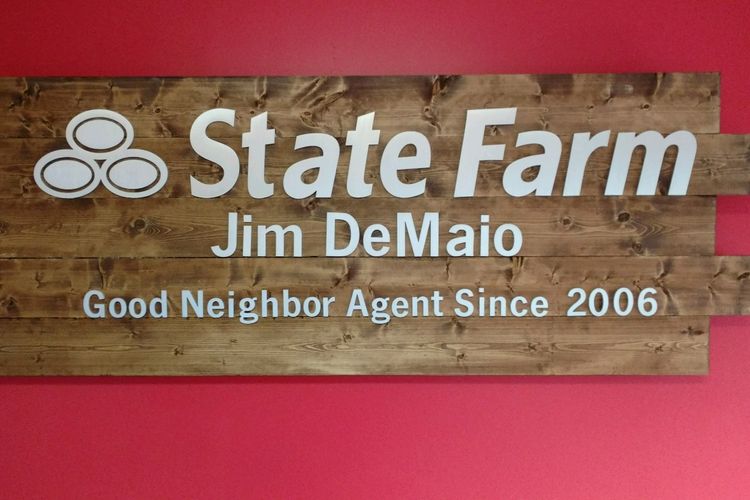 State Farm
Jim DeMaio
Good Neighbor Agent Since 2006